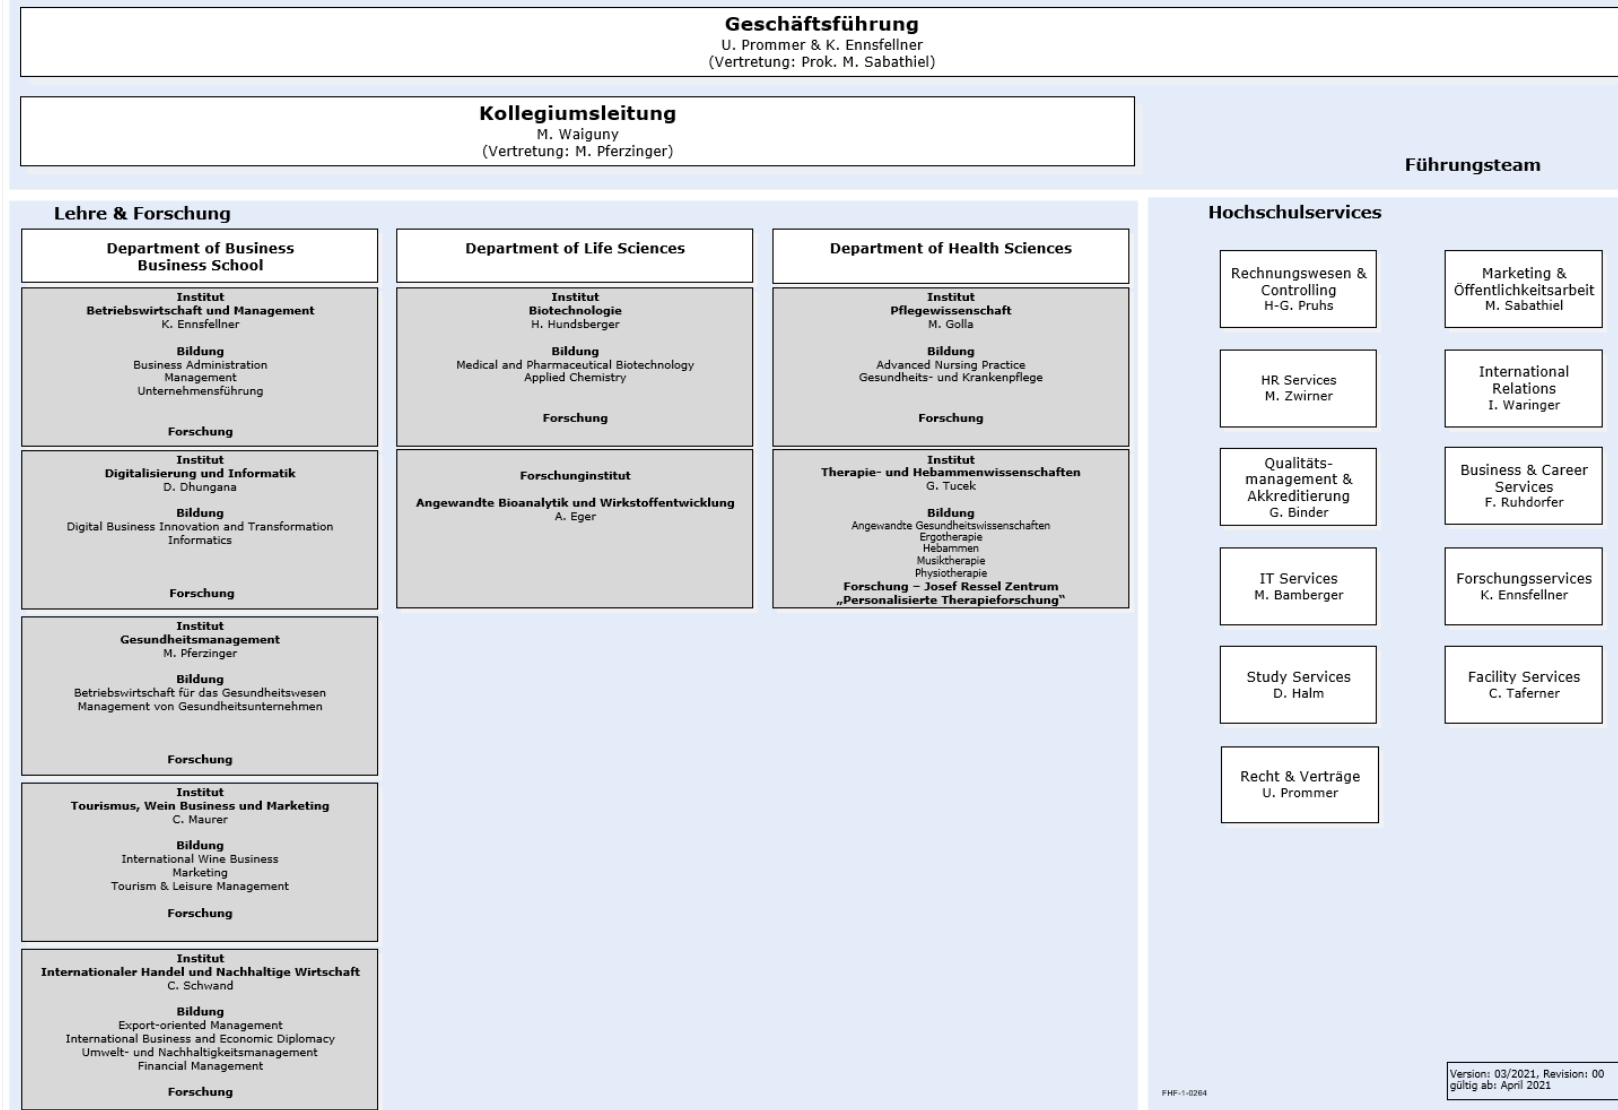 Geschäftsführung
U. Prommer & K. Ennsfellner
(Vertretung: Prok. M. Sabathiel)
Kollegiumsleitung
M. Waiguny
(Vertretung: M. Pferzinger)
Führungsteam
Lehre & Forschung
Department of Business
Business School
Institut
Betriebswirtschaft und Management
K. Ennsfellner
Bildung
Business Administration
Management
Unternehmensführung
Forschung
Institut
Digitalisierung und Informatik
D. Dhungana
Bildung
Digital Business Innovation and Transformation
Informatics
Forschung
Institut
Gesundheitsmanagement
M. Pferzinger
Bildung
Betriebswirtschaft für das Gesundheitswesen
Management von Gesundheitsunternehmen
Forschung
Institut
Tourismus, Wein Business und Marketing
C. Maurer
Bildung
International Wine Business
Marketing
Tourism & Leisure Management
Forschung
Institut
Internationaler Handel und Nachhaltige Wirtschaft
C. Schwand
Bildung
Export-oriented Management
International Business and Economic Diplomacy
Umwelt- und Nachhaltigkeitsmanagement
Financial Management
Forschung
Department of Life Sciences
Institut
Biotechnologie
H. Hundsberger
Bildung
Medical and Pharmaceutical Biotechnology
Applied Chemistry
Forschung
Forschunginstitut
Angewandte Bioanalytik und Wirkstoffentwicklung
A. Eger
Department of Health Sciences
Institut
Pflegewissenschaft
M. Golla
Bildung
Advanced Nursing Practice
Gesundheits- und Krankenpflege
Forschung
Institut
Therapie- und Hebammenwissenschaften
G. Tucek
Bildung
Angewandte Gesundheitswissenschaften
Ergotherapie
Hebammen
Musiktherapie
Physiotherapie
Forschung – Josef Ressel Zentrum
„Personalisierte Therapieforschung“
Hochschulservices
Rechnungswesen &
Controlling
H-G. Pruhs
Marketing &
Öffentlichkeitsarbeit
M. Sabathiel
HR Services
M. Zwirner
International
Relations
I. Waringer
Qualitäts-
management &
Akkreditierung
G. Binder
Business & Career
Services
F. Ruhdorfer
IT Services
M. Bamberger
Forschungsservices
K. Ennsfellner
Study Services
D. Halm
Facility Services
C. Taferner
Recht & Verträge
U. Prommer
FHF-1-0264
Version: 03/2021, Revision: 00
gültig ab: April 2021